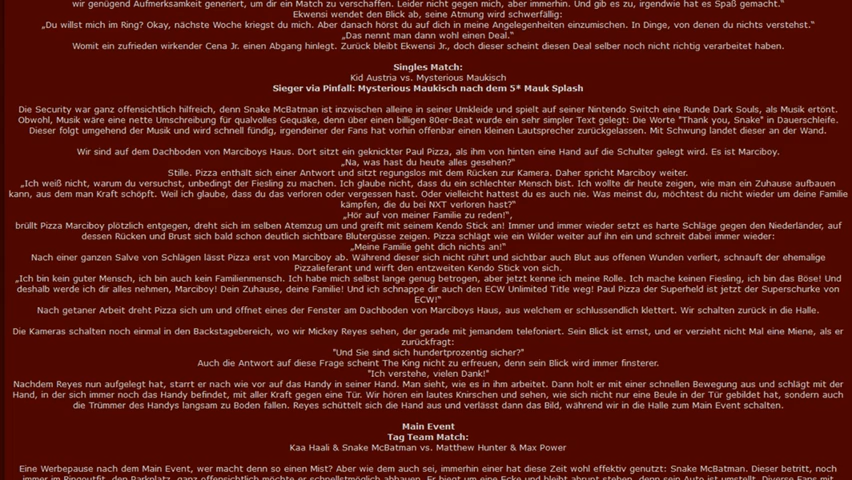 wir genügend Aufmerksamkeit generiert, um dir ein Match zu verschaffen. Leider nicht gegen mich, aber immerhin. Und gib es zu, irgendwie hat es Spaß gemacht.“
Ekwensi wendet den Blick ab, seine Atmung wird schwerfällig:
„Du willst mich im Ring? Okay, nächste Woche kriegst du mich. Aber danach hörst du auf dich in meine Angelegenheiten einzumischen. In Dinge, von denen du nichts verstehst.“
„Das nennt man dann wohl einen Deal.“
Womit ein zufrieden wirkender Cena Jr. einen Abgang hinlegt. Zurück bleibt Ekwensi Jr., doch dieser scheint diesen Deal selber noch nicht richtig verarbeitet haben.
Singles Match:
Kid Austria vs. Mysterious Maukisch
Sieger via Pinfall: Mysterious Maukisch nach dem 5* Mauk Splash
Die Security war ganz offensichtlich hilfreich, denn Snake McBatman ist inzwischen alleine in seiner Umkleide und spielt auf seiner Nintendo Switch eine Runde Dark Souls, als Musik ertönt.
Obwohl, Musik wäre eine nette Umschreibung für qualvolles Gequäke, denn über einen billigen 80er-Beat wurde ein sehr simpler Text gelegt: Die Worte "Thank you, Snake" in Dauerschleife.
Dieser folgt umgehend der Musik und wird schnell fündig, irgendeiner der Fans hat vorhin offenbar einen kleinen Lautsprecher zurückgelassen. Mit Schwung landet dieser an der Wand.
Wir sind auf dem Dachboden von Marciboys Haus. Dort sitzt ein geknickter Paul Pizza, als ihm von hinten eine Hand auf die Schulter gelegt wird. Es ist Marciboy.
„Na, was hast du heute alles gesehen?“
Stille. Pizza enthält sich einer Antwort und sitzt regungslos mit dem Rücken zur Kamera. Daher spricht Marciboy weiter.
„Ich weiß nicht, warum du versuchst, unbedingt der Fiesling zu machen. Ich glaube nicht, dass du ein schlechter Mensch bist. Ich wollte dir heute zeigen, wie man ein Zuhause aufbauen
kann, aus dem man Kraft schöpft. Weil ich glaube, dass du das verloren oder vergessen hast. Oder vielleicht hattest du es auch nie. Was meinst du, möchtest du nicht wieder um deine Familie
kämpfen, die du bei NXT verloren hast?“
„Hör auf von meiner Familie zu reden!“,
brüllt Pizza Marciboy plötzlich entgegen, dreht sich im selben Atemzug um und greift mit seinem Kendo Stick an! Immer und immer wieder setzt es harte Schläge gegen den Niederländer, auf
dessen Rücken und Brust sich bald schon deutlich sichtbare Blutergüsse zeigen. Pizza schlägt wie ein Wilder weiter auf ihn ein und schreit dabei immer wieder:
„Meine Familie geht dich nichts an!“
Nach einer ganzen Salve von Schlägen lässt Pizza erst von Marciboy ab. Während dieser sich nicht rührt und sichtbar auch Blut aus offenen Wunden verliert, schnauft der ehemalige
Pizzalieferant und wirft den entzweiten Kendo Stick von sich.
„Ich bin kein guter Mensch, ich bin auch kein Familienmensch. Ich habe mich selbst lange genug betrogen, aber jetzt kenne ich meine Rolle. Ich mache keinen Fiesling, ich bin das Böse! Und
deshalb werde ich dir alles nehmen, Marciboy! Dein Zuhause, deine Familie! Und ich schnappe dir auch den ECW Unlimited Title weg! Paul Pizza der Superheld ist jetzt der Superschurke von
ECW!“
Nach getaner Arbeit dreht Pizza sich um und öffnet eines der Fenster am Dachboden von Marciboys Haus, aus welchem er schlussendlich klettert. Wir schalten zurück in die Halle.
Die Kameras schalten noch einmal in den Backstagebereich, wo wir Mickey Reyes sehen, der gerade mit jemandem telefoniert. Sein Blick ist ernst, und er verzieht nicht Mal eine Miene, als er
zurückfragt:
"Und Sie sind sich hundertprozentig sicher?"
Auch die Antwort auf diese Frage scheint The King nicht zu erfreuen, denn sein Blick wird immer finsterer.
"Ich verstehe, vielen Dank!"
Nachdem Reyes nun aufgelegt hat, starrt er nach wie vor auf das Handy in seiner Hand. Man sieht, wie es in ihm arbeitet. Dann holt er mit einer schnellen Bewegung aus und schlägt mit der
Hand, in der sich immer noch das Handy befindet, mit aller Kraft gegen eine Tür. Wir hören ein lautes Knirschen und sehen, wie sich nicht nur eine Beule in der Tür gebildet hat, sondern auch
die Trümmer des Handys langsam zu Boden fallen. Reyes schüttelt sich die Hand aus und verlässt dann das Bild, während wir in die Halle zum Main Event schalten.
Main Event
Tag Team Match:
Kaa Haali & Snake McBatman vs. Matthew Hunter & Max Power
Eine Werbepause nach dem Main Event, wer macht denn so einen Mist? Aber wie dem auch sei, immerhin einer hat diese Zeit wohl effektiv genutzt: Snake McBatman. Dieser betritt, noch
immer im Ringoutfit, den Parkplatz, ganz offensichtlich möchte er schnellstmöglich abhauen. Er biegt um eine Ecke und bleibt abrupt stehen, denn sein Auto ist umstellt. Diverse Fans mit